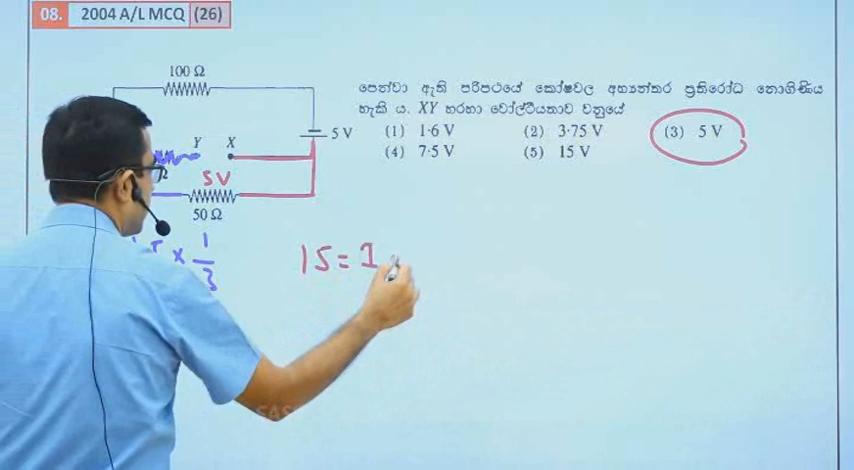 08. 2004 A/L MCQ (26)
100 Ω
5 V
Y X
Ω
5V
50 Ω
පෙන්වා ඇති පරිපථයේ කෝෂවල අභ්‍යන්තර ප්‍රතිරෝධ නොගිණිය
හැකි ය. XY හරහා වෝල්ටීයතාව වනුයේ
(1) 1·6 V (2) 3·75 V (3) 5 V
(4) 7·5 V (5) 15 V
× 1/3
15 = I